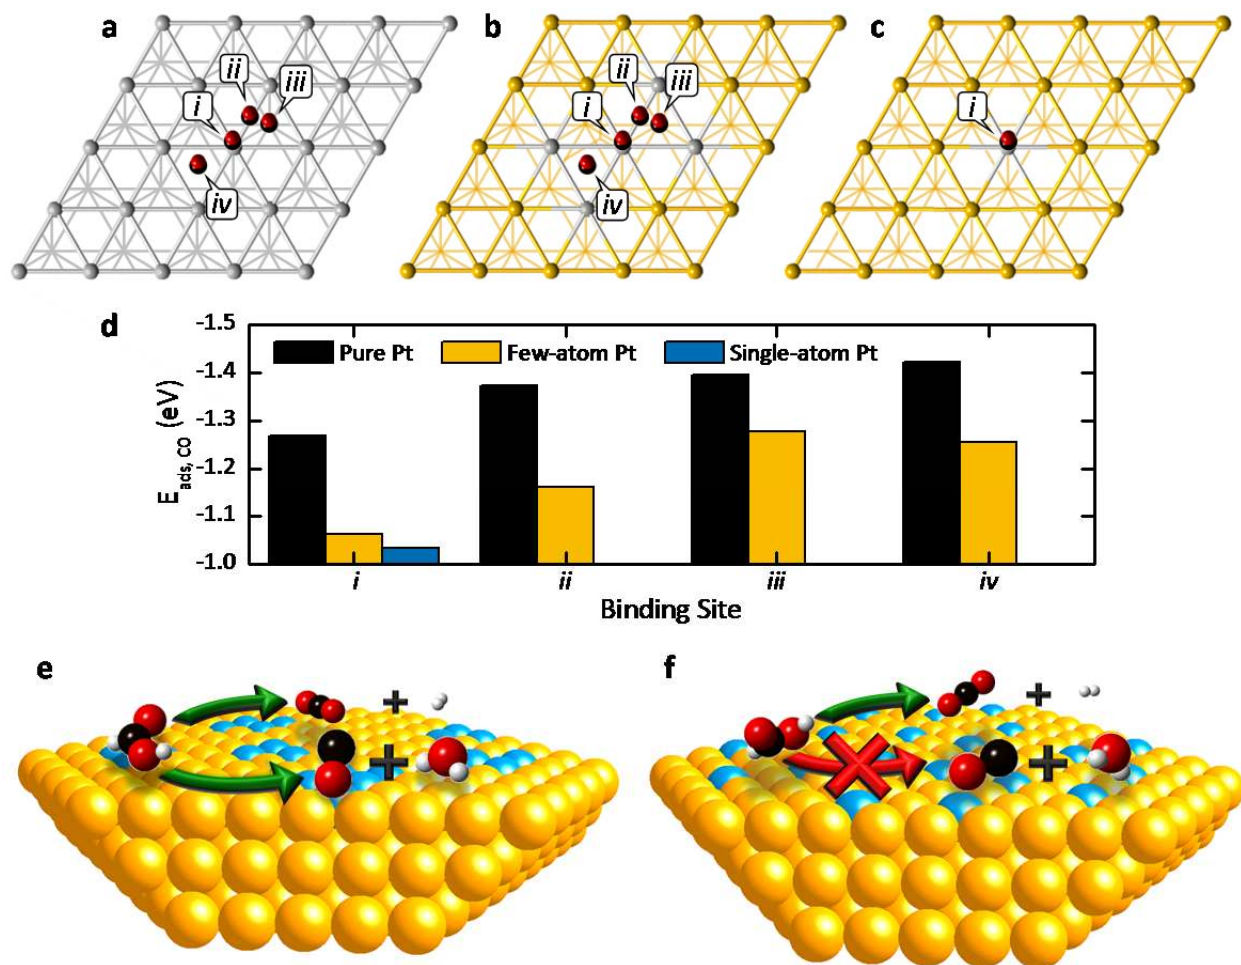 a
b
c
ii
iii
i
iv
ii
iii
i
iv
i
d
-1.5
-1.4
-1.3
-1.2
-1.1
-1.0
E_ads, CO (eV)
Pure Pt
Few-atom Pt
Single-atom Pt
i
ii
iii
iv
Binding Site
e
f
+
+
+
+